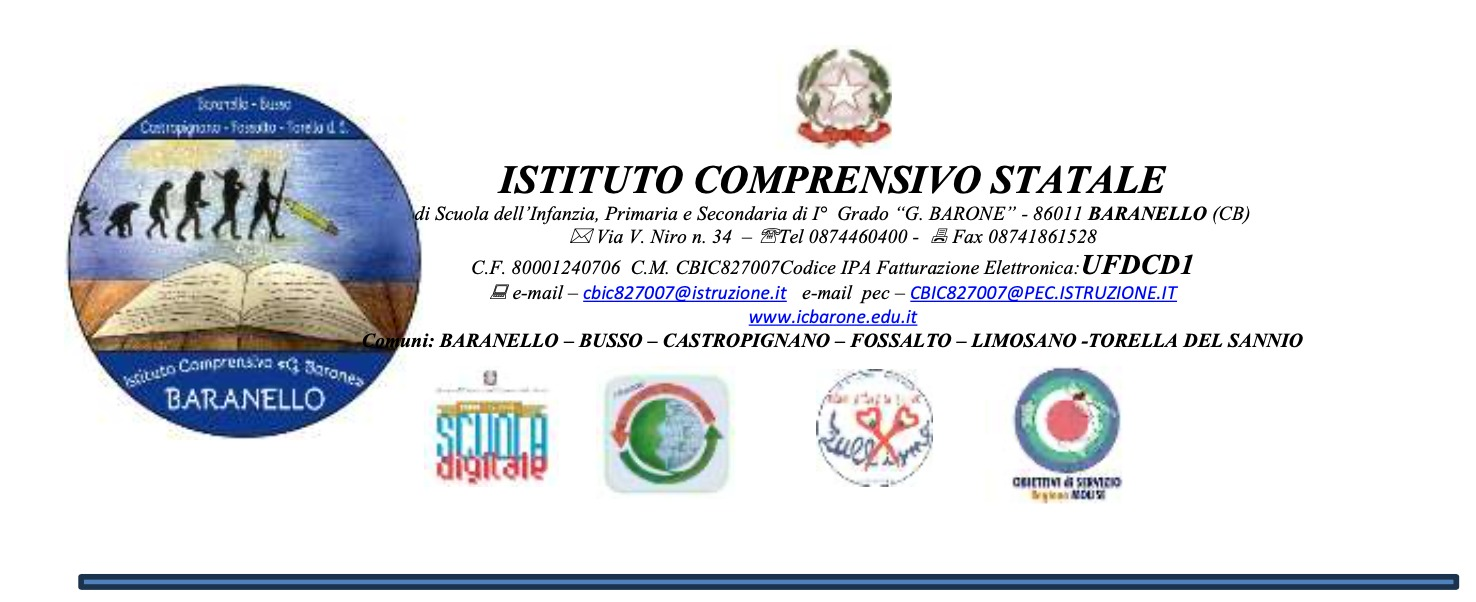 Baranello - Busso
Castropignano - Fossalto - Torella d. S.
ISTITUTO COMPRENSIVO STATALE
di Scuola dell’Infanzia, Primaria e Secondaria di I° Grado “G. BARONE” - 86011 BARANELLO (CB)
Via V. Niro n. 34 – Tel 0874460400 - Fax 08741861528
C.F. 80001240706 C.M. CBIC827007Codice IPA Fatturazione Elettronica:UFDCD1
e-mail – cbic827007@istruzione.it e-mail pec – CBIC827007@PEC.ISTRUZIONE.IT
www.icbarone.edu.it
Comuni: BARANELLO – BUSSO – CASTROPIGNANO – FOSSALTO – LIMOSANO -TORELLA DEL SANNIO
Istituto Comprensivo «G. Barone»
BARANELLO
SCUOLA
digitale
bullismo
OBIETTIVI di SERVIZIO
Regione MOLISE